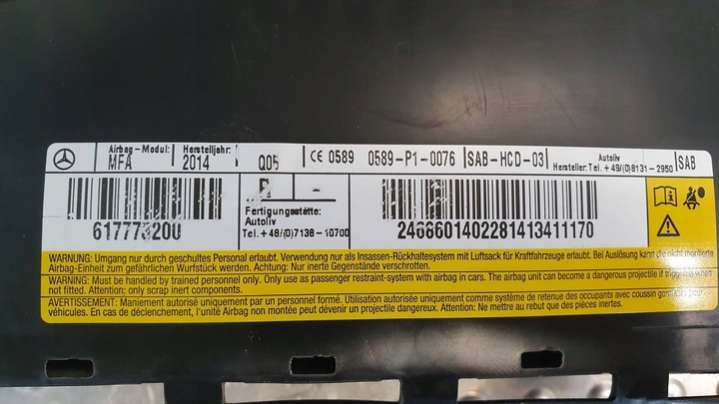 Airbag-Modul: Herstelljahr:
MFA 2014 Q05 CE 0589 0589-P1-0076 SAB-HCD-03 Autoliv Hersteller:Tel.+49/(0)8131-2950 SAB
R -
Fertigungsstätte:
Autoliv
Tel.+49/(0)7136-10700
617773200
24686014022814134 11170
WARNUNG: Umgang nur durch geschultes Personal erlaubt. Verwendung nur als Insassen-Rückhaltesystem mit Luftsack für Kraftfahrzeuge erlaubt. Bei Auslösung kann die nicht montierte
Airbag-Einheit zum gefährlichen Wurfstück werden. Achtung: Nur inerte Gegenstände verschrotten.
WARNING: Must be handled by trained personnel only. Only use as passenger restraint-system with airbag in cars. The airbag unit can become a dangerous projectile if triggered when
not fitted. Attention: only scrap inert components.
AVERTISSEMENT: Maniement autorisé uniquement par un personnel formé. Utilisation autorisée uniquement comme système de retenue des occupants avec coussin gonflable pour
véhicules. En cas de déclenchement, l'unité Airbag non montée peut devenir un projectile dangereux. Attention: Ne mettre au rebut que des pièces inertes.